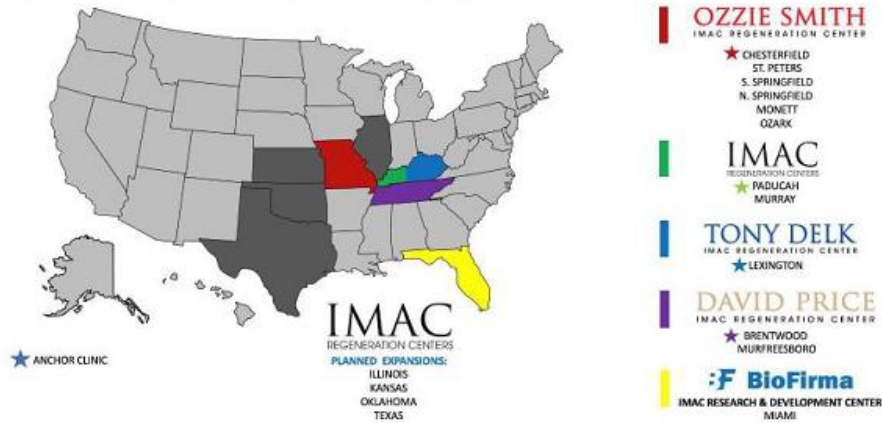 OZZIE SMITH
IMAC REGENERATION CENTER
CHESTERFIELD
ST. PETERS
S. SPRINGFIELD
N. SPRINGFIELD
MONETT
OZARK
IMAC
REGENERATION CENTERS
PADUCAH
MURRAY
TONY DELK
IMAC REGENERATION CENTER
LEXINGTON
DAVID PRICE
IMAC REGENERATION CENTER
BRENTWOOD
MURFREESBORO
BioFirma
IMAC RESEARCH & DEVELOPMENT CENTER
MIAMI
IMAC
REGENERATION CENTERS
PLANNED EXPANSIONS:
ILLINOIS
KANSAS
OKLAHOMA
TEXAS
ANCHOR CLINIC